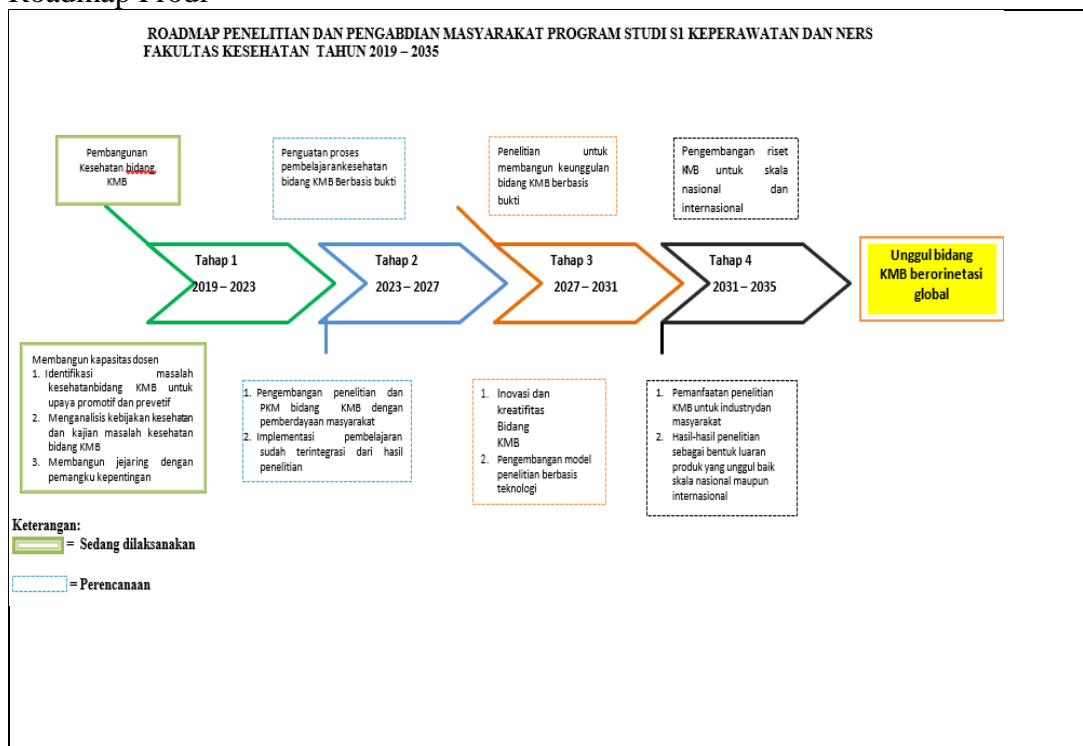 Roadmap Prodi
ROADMAP PENELITIAN DAN PENGABDIAN MASYARAKAT PROGRAM STUDI S1 KEPERAWATAN DAN NERS
FAKULTAS KESEHATAN TAHUN 2019 – 2035
Pembangunan
Kesehatan bidang
KMB
Penguatan proses
pembelajarankesehatan
bidang KMB Berbasis bukti
Penelitian untuk
membangun keunggulan
bidang KMB berbasis
bukti
Pengembangan riset
KMB untuk skala
nasional dan
internasional
Tahap 1
2019 – 2023
Tahap 2
2023 – 2027
Tahap 3
2027 – 2031
Tahap 4
2031 – 2035
Unggul bidang
KMB berorinetasi
global
Membangun kapasitas dosen
1. Identifikasi masalah
kesehatanbidang KMB untuk
upaya promotif dan prevetif
2. Menganalisis kebijakan kesehatan
dan kajian masalah kesehatan
bidang KMB
3. Membangun jejaring dengan
pemangku kepentingan
1. Pengembangan penelitian dan
PKM bidang KMB dengan
pemberdayaan masyarakat
2. Implementasi pembelajaran
sudah terintegrasi dari hasil
penelitian
1. Inovasi dan
kreatifitas
Bidang
KMB
2. Pengembangan model
penelitian berbasis
teknologi
1. Pemanfaatan penelitian
KMB untuk industrydan
masyarakat
2. Hasil-hasil penelitian
sebagai bentuk luaran
produk yang unggul baik
skala nasional maupun
internasional
Keterangan:
= Sedang dilaksanakan
= Perencanaan